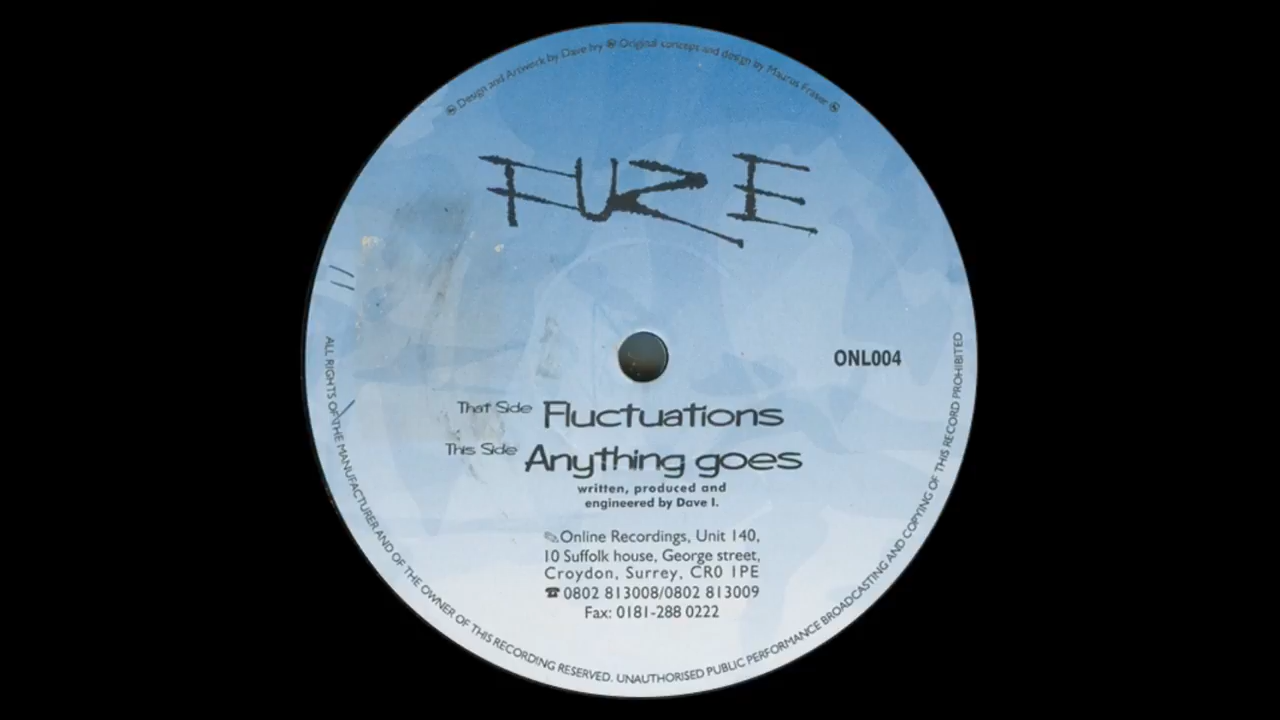 Design and Artwork by Dave Ivy Original concept and design by Maurus Fraser
FUZE
ONL004
That Side Fluctuations
This Side Anything goes
written, produced and
engineered by Dave I.
Online Recordings, Unit 140,
10 Suffolk house, George street,
Croydon, Surrey, CR0 1PE
0802 813008/0802 813009
Fax: 0181-288 0222
ALL RIGHTS OF THE MANUFACTURER AND OF THE OWNER OF THIS RECORDING RESERVED. UNAUTHORISED PUBLIC PERFORMANCE BROADCASTING AND COPYING OF THIS RECORD PROHIBITED